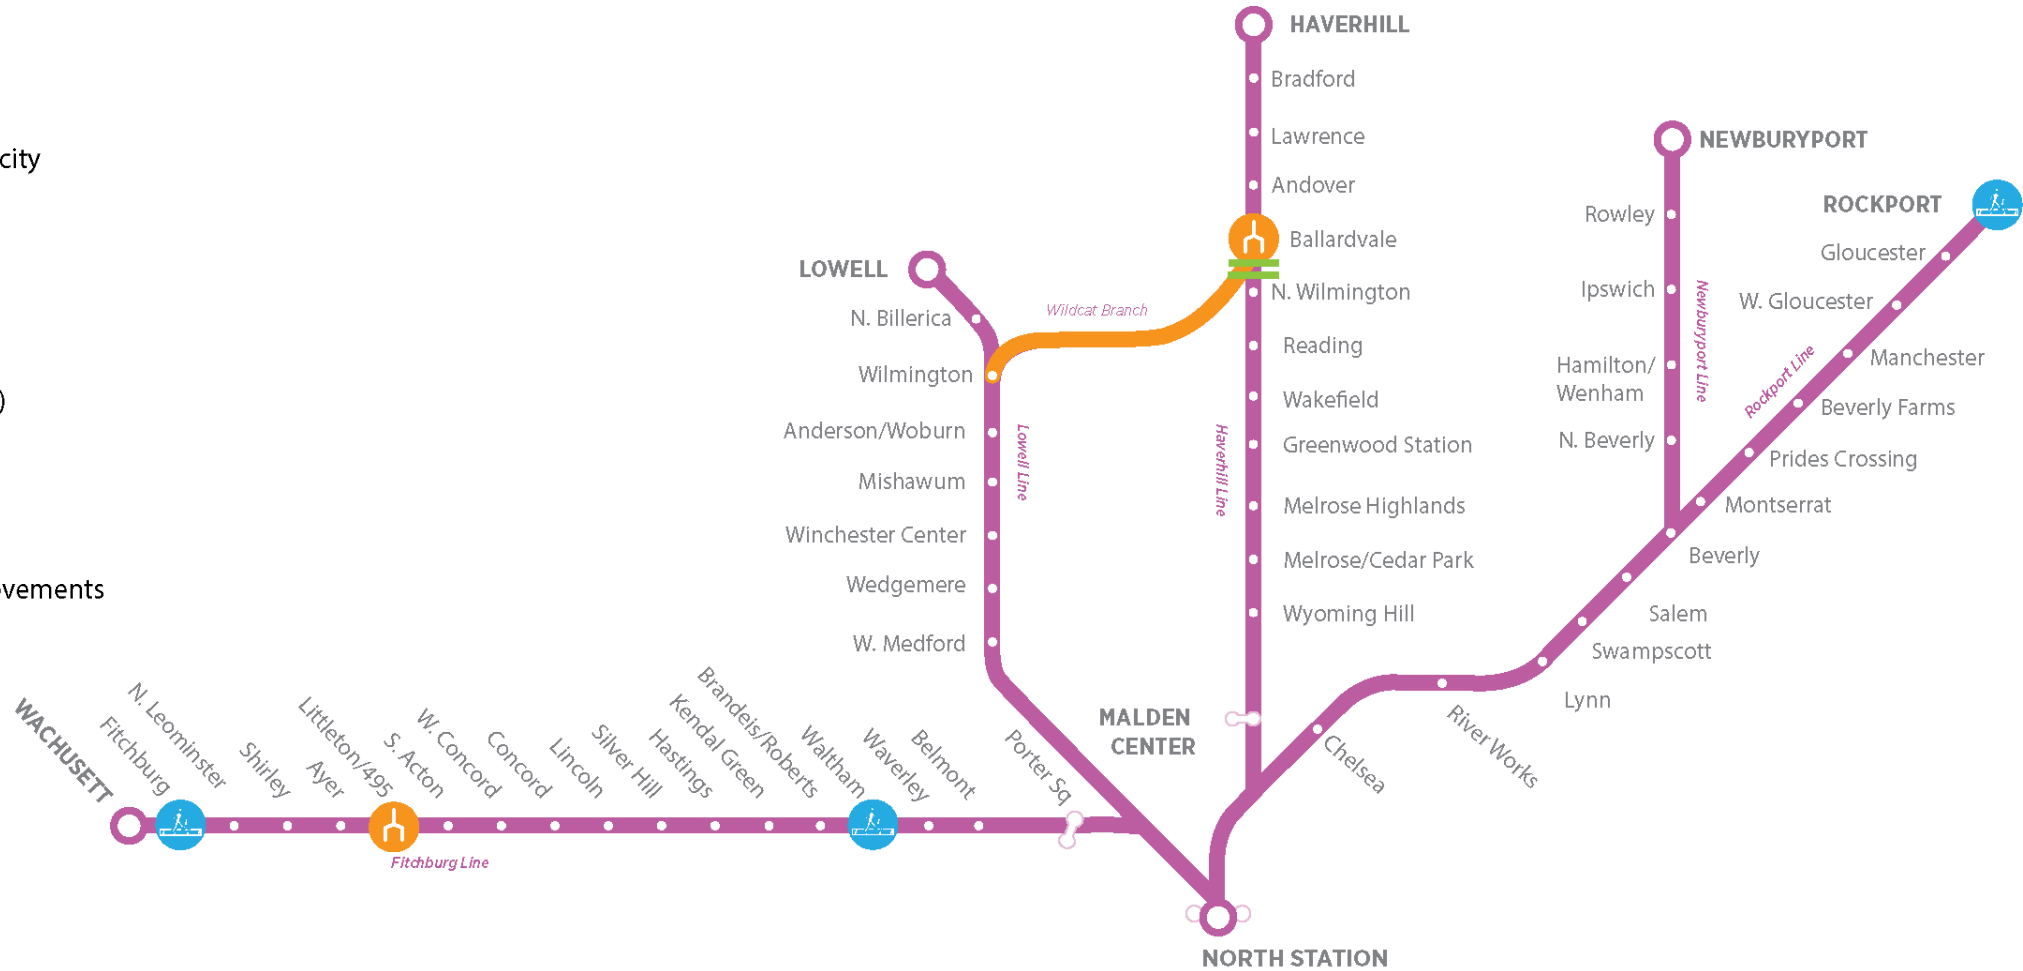 HAVERHILL
Bradford
Lawrence
Andover
Ballardvale
N. Wilmington
Reading
Wakefield
Greenwood Station
Melrose Highlands
Melrose/Cedar Park
Wyoming Hill
MALDEN
CENTER
Haverhill Line
city
)
vements
LOWELL
N. Billerica
Wilmington
Anderson/Woburn
Mishawum
Winchester Center
Wedgemere
W. Medford
Lowell Line
Wildcat Branch
NEWBURYPORT
Rowley
Ipswich
Hamilton/
Wenham
N. Beverly
Newburyport Line
ROCKPORT
Gloucester
W. Gloucester
Manchester
Beverly Farms
Prides Crossing
Montserrat
Beverly
Salem
Swampscott
Lynn
River Works
Chelsea
Rockport Line
WACHUSETT
Fitchburg
N. Leominster
Shirley
Ayer
Littleton/495
S. Acton
W. Concord
Concord
Lincoln
Silver Hill
Hastings
Kendal Green
Brandeis/Roberts
Waltham
Waverley
Belmont
Porter Sq
Fitchburg Line
NORTH STATION